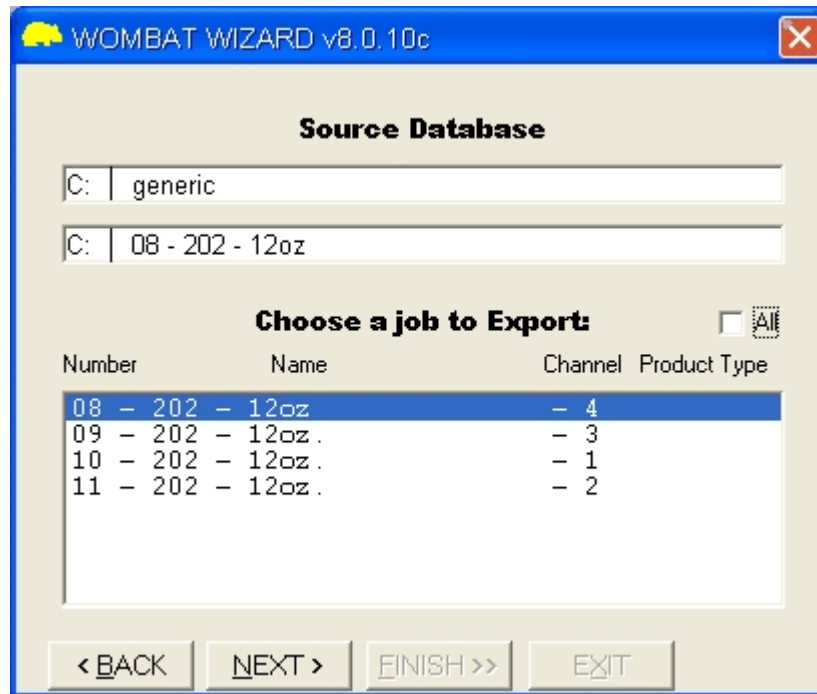 WOMBAT WIZARD v8.0.10c
Source Database
C: generic
C: 08 - 202 - 12oz
Choose a job to Export: All
Number Name Channel Product Type
08 – 202 – 12oz – 4
09 – 202 – 12oz. – 3
10 – 202 – 12oz. – 1
11 – 202 – 12oz. – 2
< BACK NEXT > FINISH >> EXIT